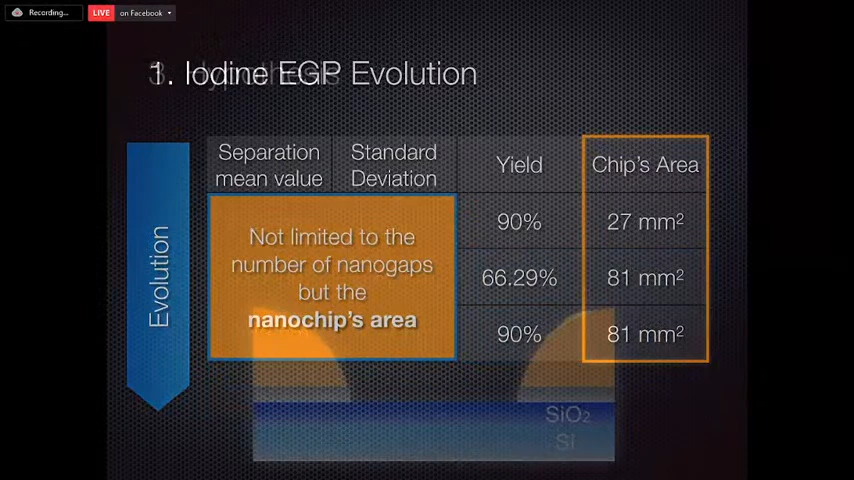 Recording...
LIVE on Facebook
3. Hypothesis
1. Iodine EGP Evolution
Separation mean value
Standard Deviation
Yield
Chip's Area
Evolution
Not limited to the
number of nanogaps
but the
nanochip's area
90%
27 mm²
66.29%
81 mm²
90%
81 mm²
SiO₂
Si